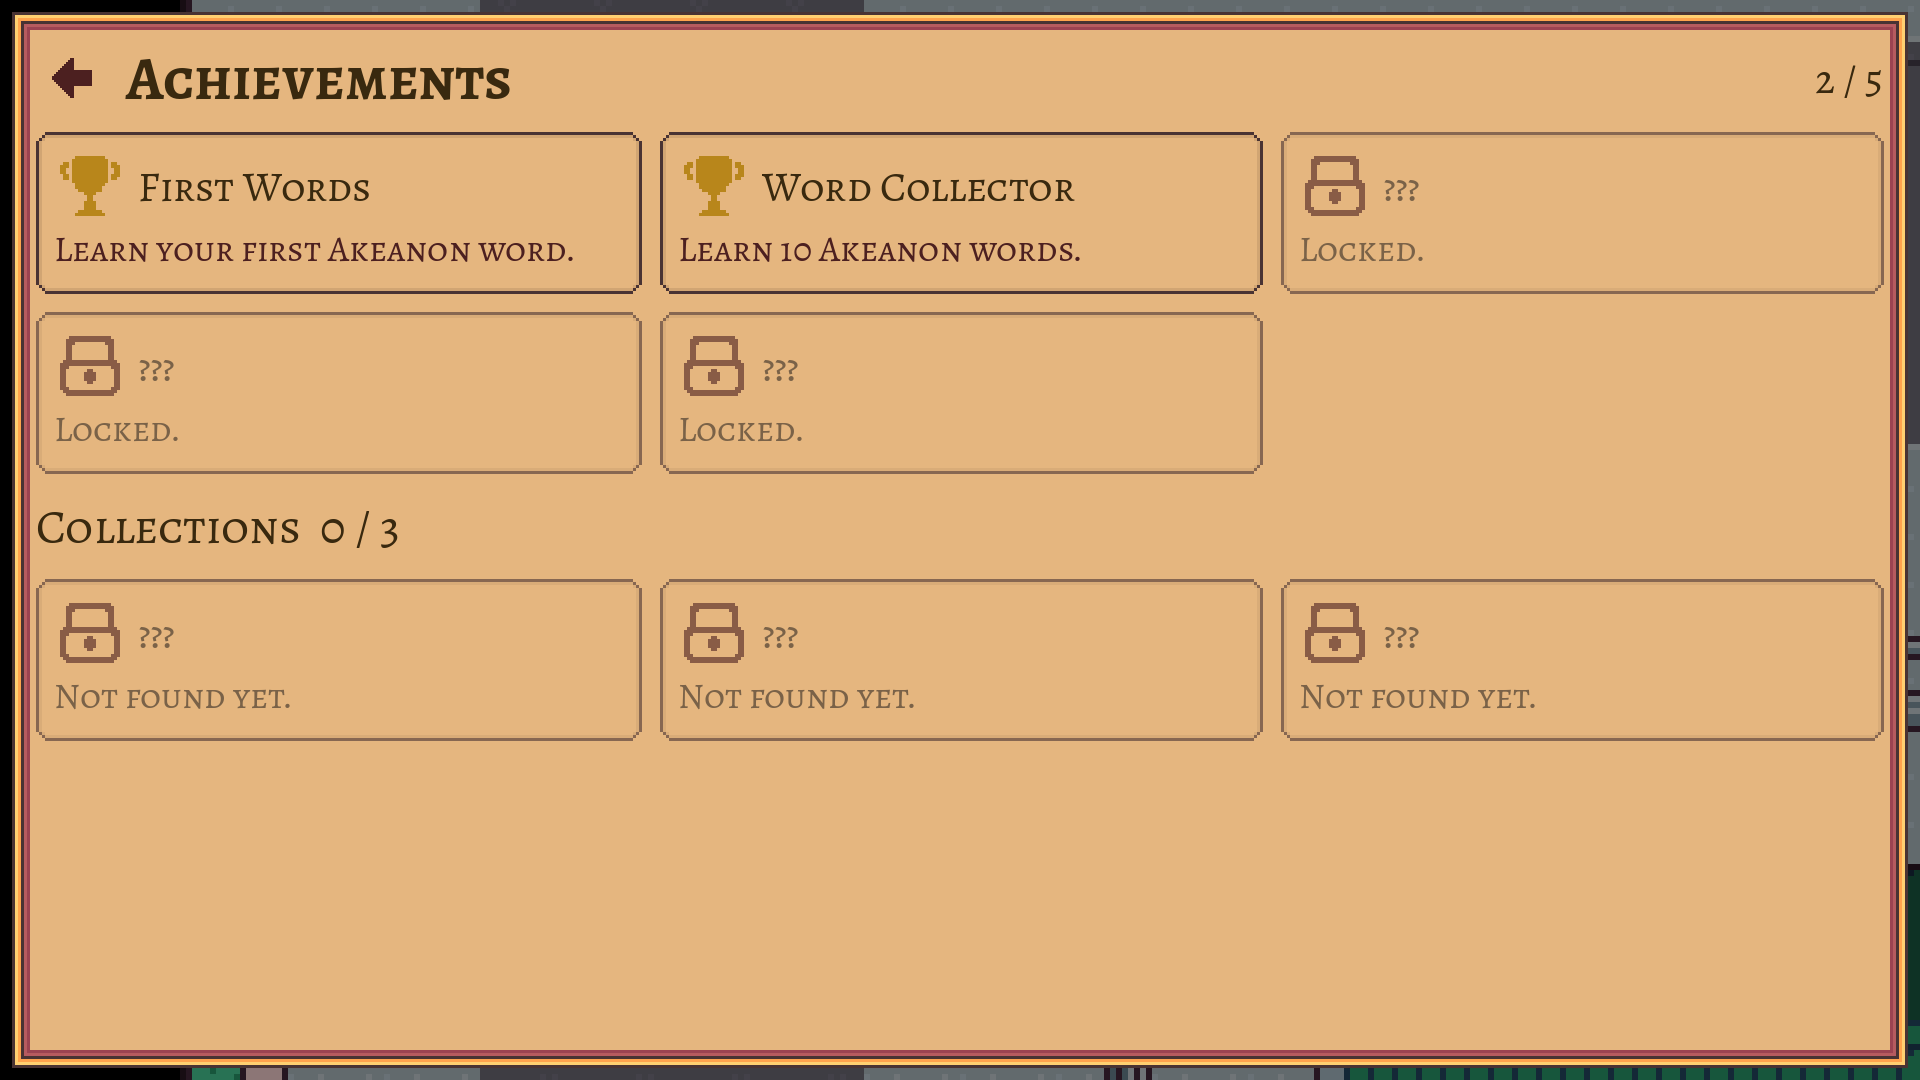 Achievements
2 / 5
First Words
Learn your first Akeanon word.
Word Collector
Learn 10 Akeanon words.
???
Locked.
???
Locked.
???
Locked.
Collections 0 / 3
???
Not found yet.
???
Not found yet.
???
Not found yet.